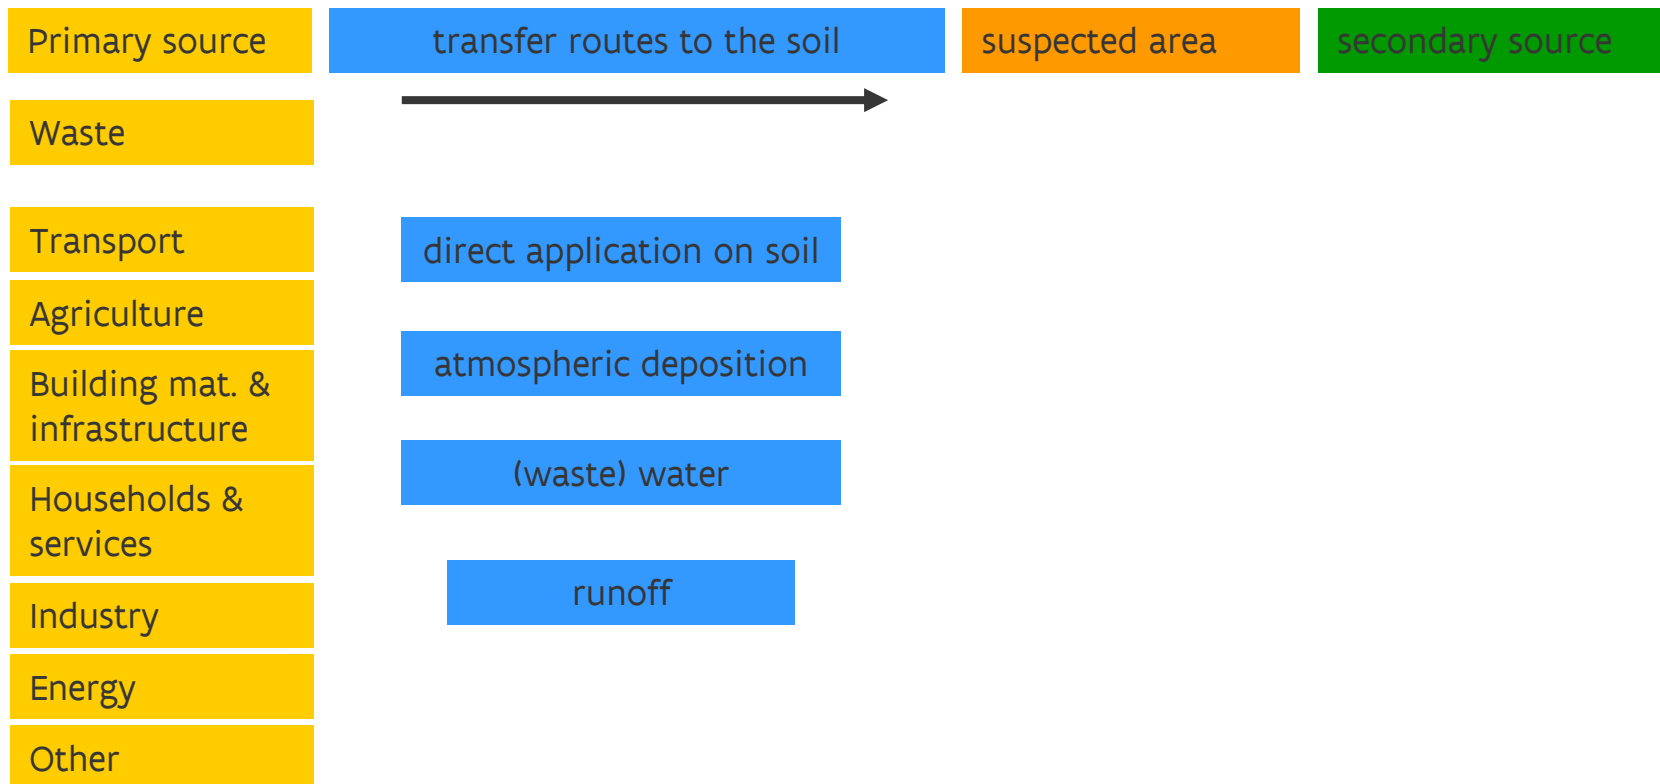 Primary source
transfer routes to the soil
suspected area
secondary source
Waste
Transport
Agriculture
Building mat. &
infrastructure
Households &
services
Industry
Energy
Other
direct application on soil
atmospheric deposition
(waste) water
runoff